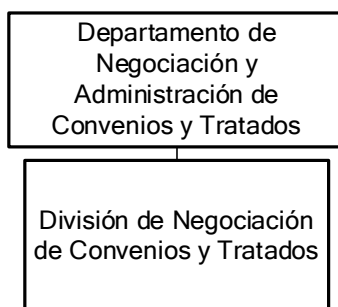 Departamento de
Negociación y
Administración de
Convenios y Tratados
División de Negociación
de Convenios y Tratados